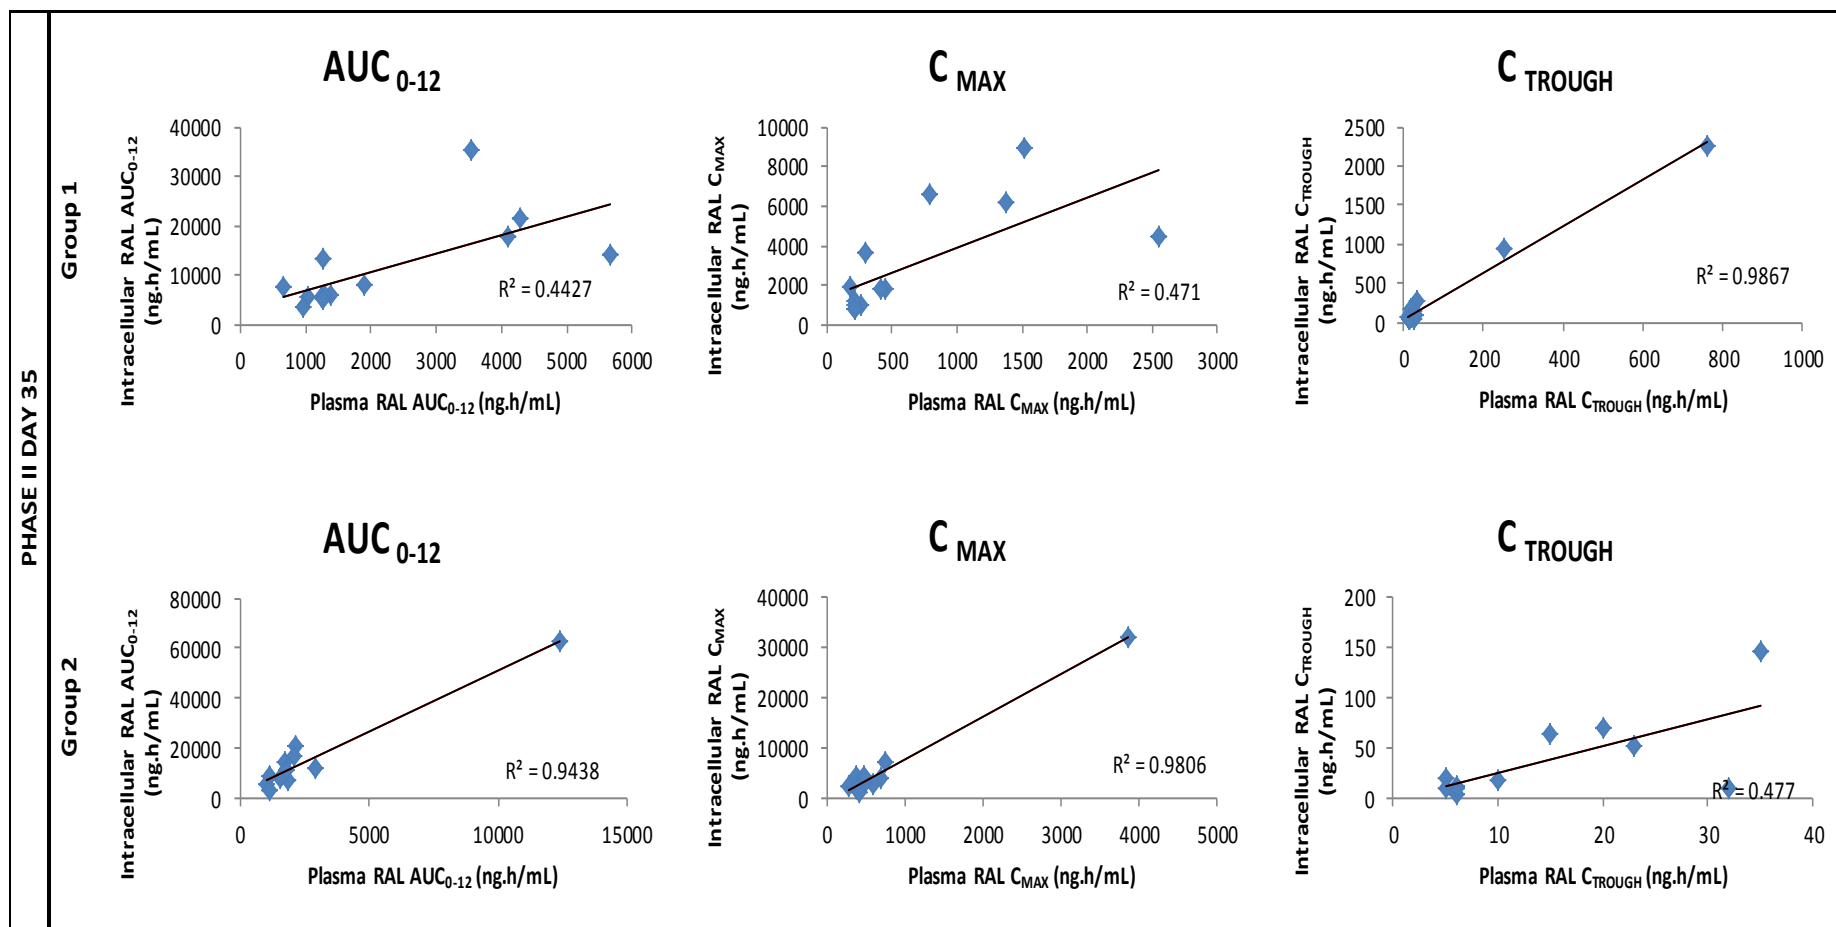 PHASE II DAY 35
Group 1
AUC 0-12
Intracellular RAL AUC0-12
(ng.h/mL)
40000
30000
20000
10000
0
R² = 0.4427
0 1000 2000 3000 4000 5000 6000
Plasma RAL AUC0-12 (ng.h/mL)
C MAX
Intracellular RAL CMAX
(ng.h/mL)
10000
8000
6000
4000
2000
0
R² = 0.471
0 500 1000 1500 2000 2500 3000
Plasma RAL CMAX (ng.h/mL)
C TROUGH
Intracellular RAL CTROUGH
(ng.h/mL)
2500
2000
1500
1000
500
0
R² = 0.9867
0 200 400 600 800 1000
Plasma RAL CTROUGH (ng.h/mL)
Group 2
AUC 0-12
Intracellular RAL AUC0-12
(ng.h/mL)
80000
60000
40000
20000
0
R² = 0.9438
0 5000 10000 15000
Plasma RAL AUC0-12 (ng.h/mL)
C MAX
Intracellular RAL CMAX
(ng.h/mL)
40000
30000
20000
10000
0
R² = 0.9806
0 1000 2000 3000 4000 5000
Plasma RAL CMAX (ng.h/mL)
C TROUGH
Intracellular RAL CTROUGH
(ng.h/mL)
200
150
100
50
0
R² = 0.477
0 10 20 30 40
Plasma RAL CTROUGH (ng.h/mL)